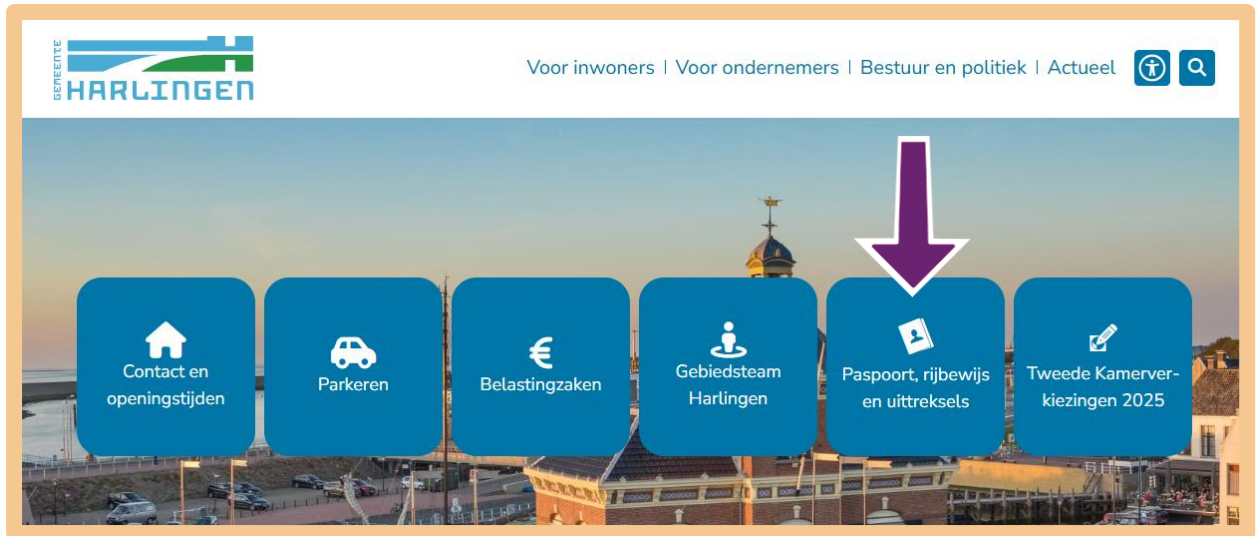 GEMEENTE
HARLINGEN
Voor inwoners | Voor ondernemers | Bestuur en politiek | Actueel
Contact en
openingstijden
Parkeren
Belastingzaken
Gebiedsteam
Harlingen
Paspoort, rijbewijs
en uittreksels
Tweede Kamerver-
kiezingen 2025